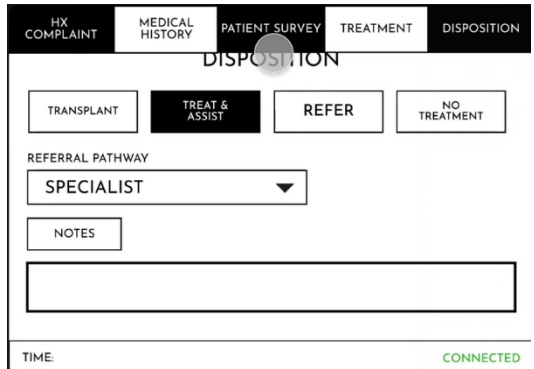 HX
COMPLAINT
MEDICAL
HISTORY
PATIENT SURVEY
TREATMENT
DISPOSITION
DISPOSITION
TRANSPLANT
TREAT &
ASSIST
REFER
NO
TREATMENT
REFERRAL PATHWAY
SPECIALIST
NOTES
TIME:
CONNECTED